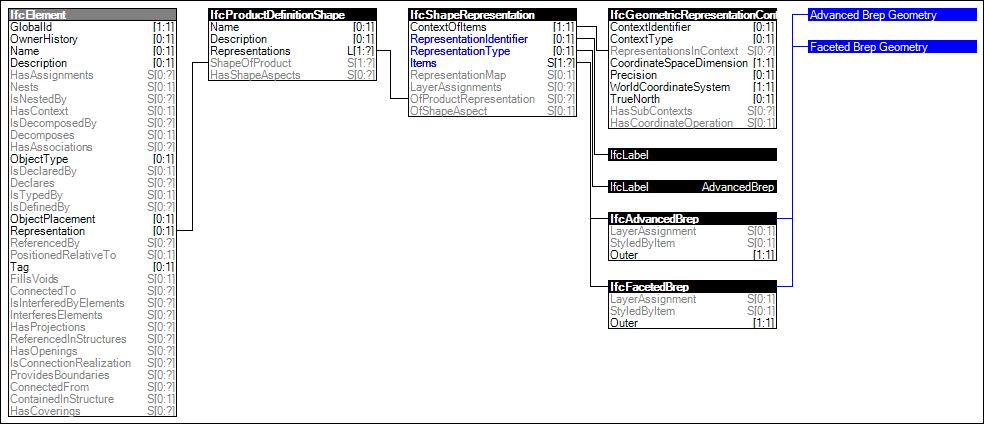 IfcElement
GlobalId [1:1]
OwnerHistory [0:1]
Name [0:1]
Description [0:1]
HasAssignments S[0:?]
Nests S[0:1]
IsNestedBy S[0:?]
HasContext S[0:1]
IsDecomposedBy S[0:?]
Decomposes S[0:1]
HasAssociations S[0:?]
ObjectType [0:1]
IsDeclaredBy S[0:1]
Declares S[0:?]
IsTypedBy S[0:1]
IsDefinedBy S[0:?]
ObjectPlacement [0:1]
Representation [0:1]
ReferencedBy S[0:?]
PositionedRelativeTo S[0:1]
Tag [0:1]
FillsVoids S[0:1]
ConnectedTo S[0:?]
IsInterferedByElements S[0:?]
InterferesElements S[0:?]
HasProjections S[0:?]
ReferencedInStructures S[0:?]
HasOpenings S[0:?]
IsConnectionRealization S[0:?]
ProvidesBoundaries S[0:?]
ConnectedFrom S[0:?]
ContainedInStructure S[0:1]
HasCoverings S[0:?]
IfcProductDefinitionShape
Name [0:1]
Description [0:1]
Representations L[1:?]
ShapeOfProduct S[1:?]
HasShapeAspects S[0:?]
IfcShapeRepresentation
ContextOfItems [1:1]
RepresentationIdentifier [0:1]
RepresentationType [0:1]
Items S[1:?]
RepresentationMap S[0:1]
LayerAssignments S[0:?]
OfProductRepresentation S[0:?]
OfShapeAspect S[0:1]
IfcGeometricRepresentationCont
ContextIdentifier [0:1]
ContextType [0:1]
RepresentationsInContext S[0:?]
CoordinateSpaceDimension [1:1]
Precision [0:1]
WorldCoordinateSystem [1:1]
TrueNorth [0:1]
HasSubContexts S[0:?]
HasCoordinateOperation S[0:1]
IfcLabel
IfcLabel AdvancedBrep
IfcAdvancedBrep
LayerAssignment S[0:1]
StyledByItem S[0:1]
Outer [1:1]
IfcFacetedBrep
LayerAssignment S[0:1]
StyledByItem S[0:1]
Outer [1:1]
Advanced Brep Geometry
Faceted Brep Geometry